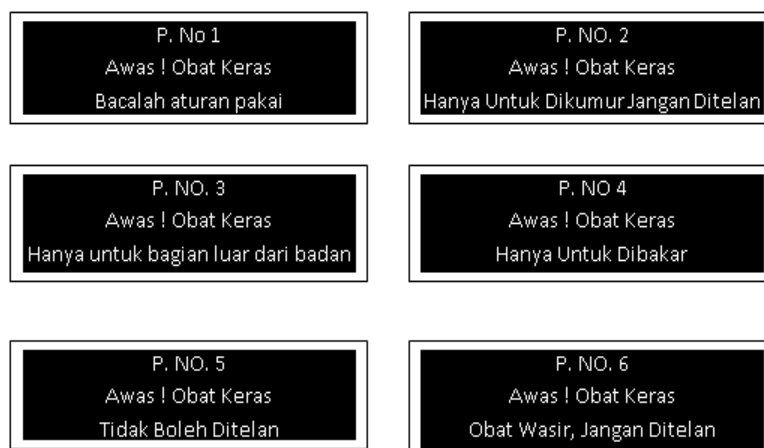 P. No 1
Awas ! Obat Keras
Bacalah aturan pakai
P. NO. 2
Awas ! Obat Keras
Hanya Untuk Dikumur Jangan Ditelan
P. NO. 3
Awas ! Obat Keras
Hanya untuk bagian luar dari badan
P. NO 4
Awas ! Obat Keras
Hanya Untuk Dibakar
P. NO. 5
Awas ! Obat Keras
Tidak Boleh Ditelan
P. NO. 6
Awas ! Obat Keras
Obat Wasir, Jangan Ditelan